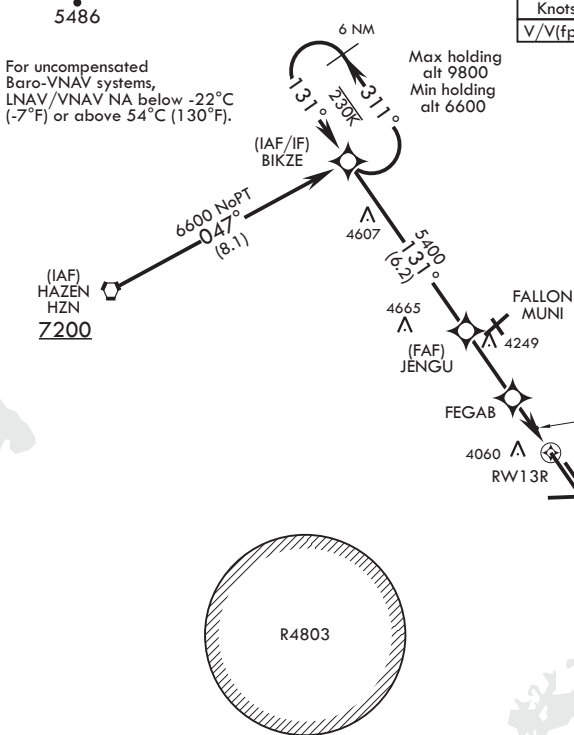 5486
Knots
V/V(fp
6 NM
For uncompensated
Baro-VNAV systems,
LNAV/VNAV NA below -22°C
(-7°F) or above 54°C (130°F).
Max holding
alt 9800
Min holding
alt 6600
131°
230K
311°
(IAF/IF)
BIKZE
6600 NoPT
047°
(8.1)
4607
5400
131°
(6.2)
(IAF)
HAZEN
HZN
7200
4665
FALLON
MUNI
4249
(FAF)
JENGU
FEGAB
4060
RW13R
R4803